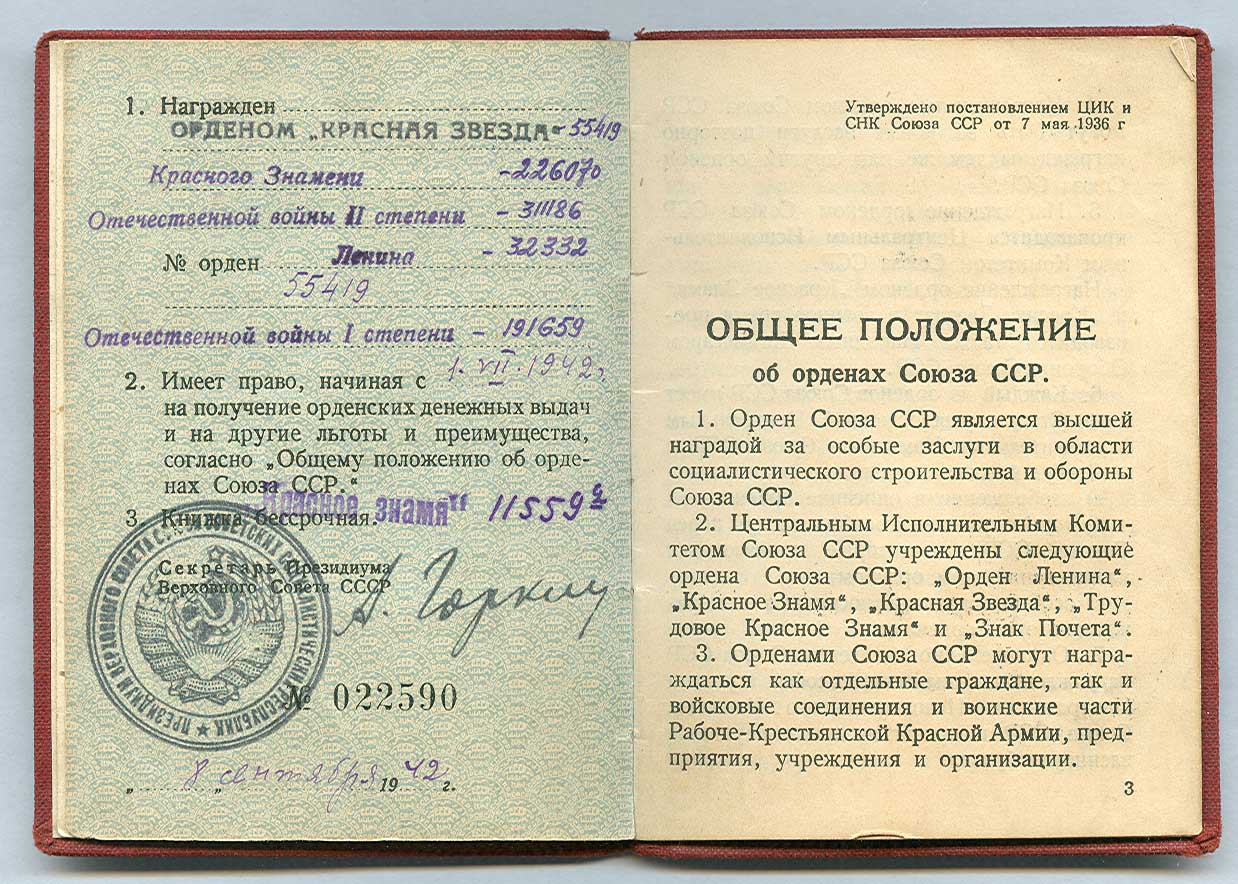 1. Награжден
ОРДЕНОМ „КРАСНАЯ ЗВЕЗДА“ 55419
Красного Знамени - 226070
Отечественной войны II степени - 311186
№ орден Ленина - 32332
55419
Отечественной войны I степени - 191659
2. Имеет право, начиная с 1. VII. 1942 г.
на получение орденских денежных выдач
и на другие льготы и преимущества,
согласно „Общему положению об орде-
нах Союза ССР.“
„Красное знамя“ 11559
3. Книжка бессрочная.
Секретарь Президиума
Верховного Совета СССР
А. Горкин
ПРЕЗИДИУМ ВЕРХОВНОГО СОВЕТА СОЮЗА СОВЕТСКИХ СОЦИАЛИСТИЧЕСКИХ РЕСПУБЛИК
№ 022590
„ 8 “ сентября 1942 г.
Утверждено постановлением ЦИК и
СНК Союза ССР от 7 мая 1936 г
ОБЩЕЕ ПОЛОЖЕНИЕ
об орденах Союза ССР.
1. Орден Союза ССР является высшей
наградой за особые заслуги в области
социалистического строительства и обороны
Союза ССР.
2. Центральным Исполнительным Коми-
тетом Союза ССР учреждены следующие
ордена Союза ССР: „Орден Ленина“,
„Красное Знамя“, „Красная Звезда“, „Тру-
довое Красное Знамя“ и „Знак Почета“.
3. Орденами Союза ССР могут награ-
ждаться как отдельные граждане, так и
войсковые соединения и воинские части
Рабоче-Крестьянской Красной Армии, пред-
приятия, учреждения и организации.
3